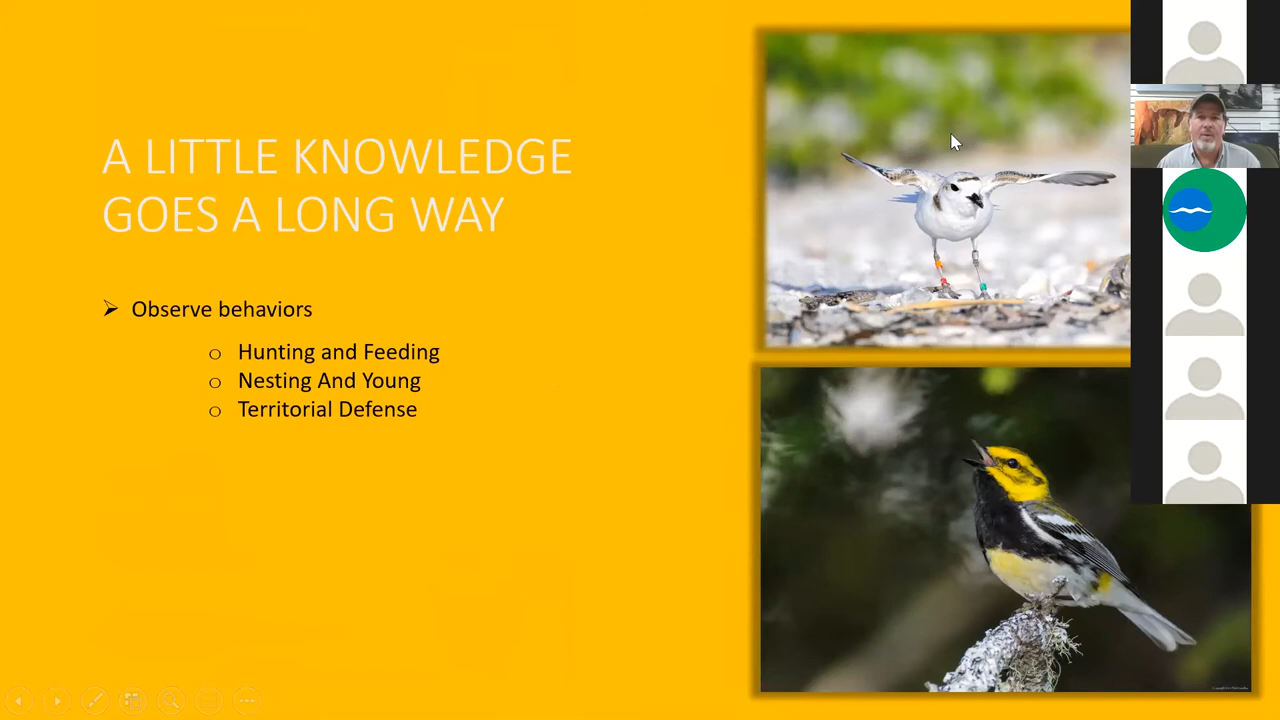 A LITTLE KNOWLEDGE
GOES A LONG WAY
➢ Observe behaviors
o Hunting and Feeding
o Nesting And Young
o Territorial Defense